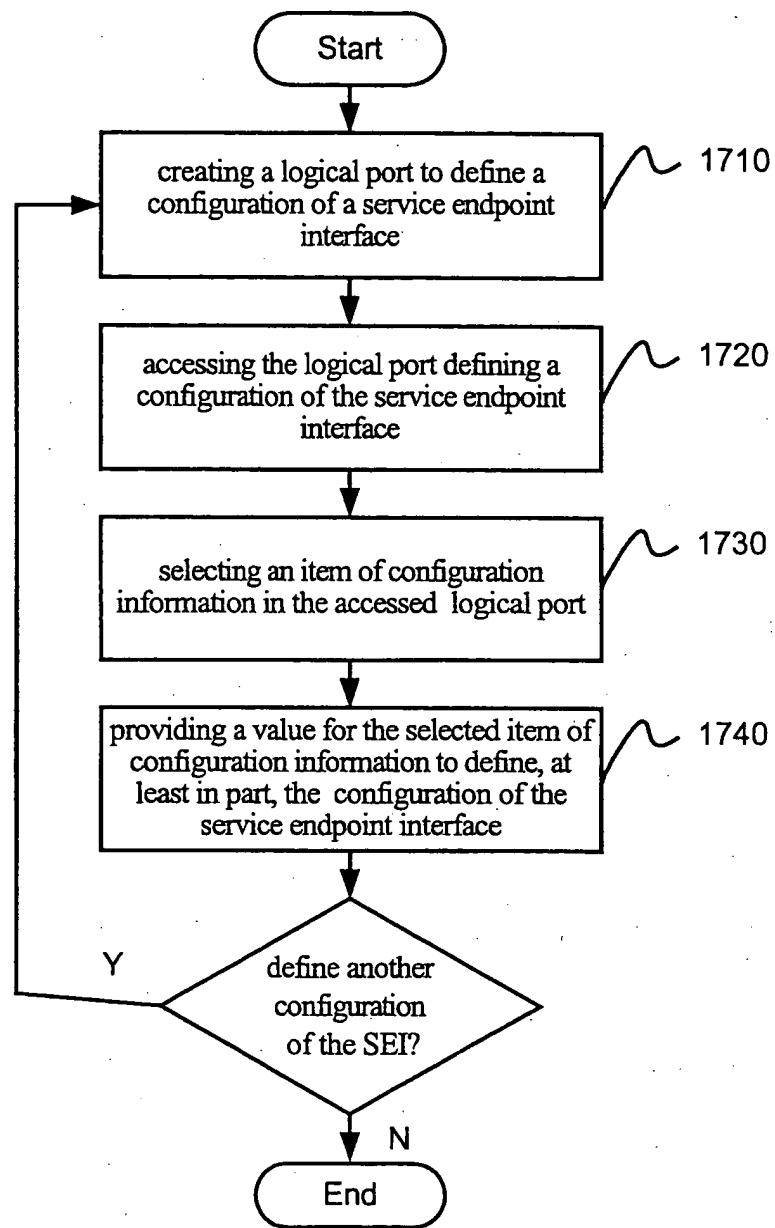 Start
creating a logical port to define a
configuration of a service endpoint
interface
1710
accessing the logical port defining a
configuration of the service endpoint
interface
1720
selecting an item of configuration
information in the accessed logical port
1730
providing a value for the selected item of
configuration information to define, at
least in part, the configuration of the
service endpoint interface
1740
define another
configuration
of the SEI?
Y
N
End